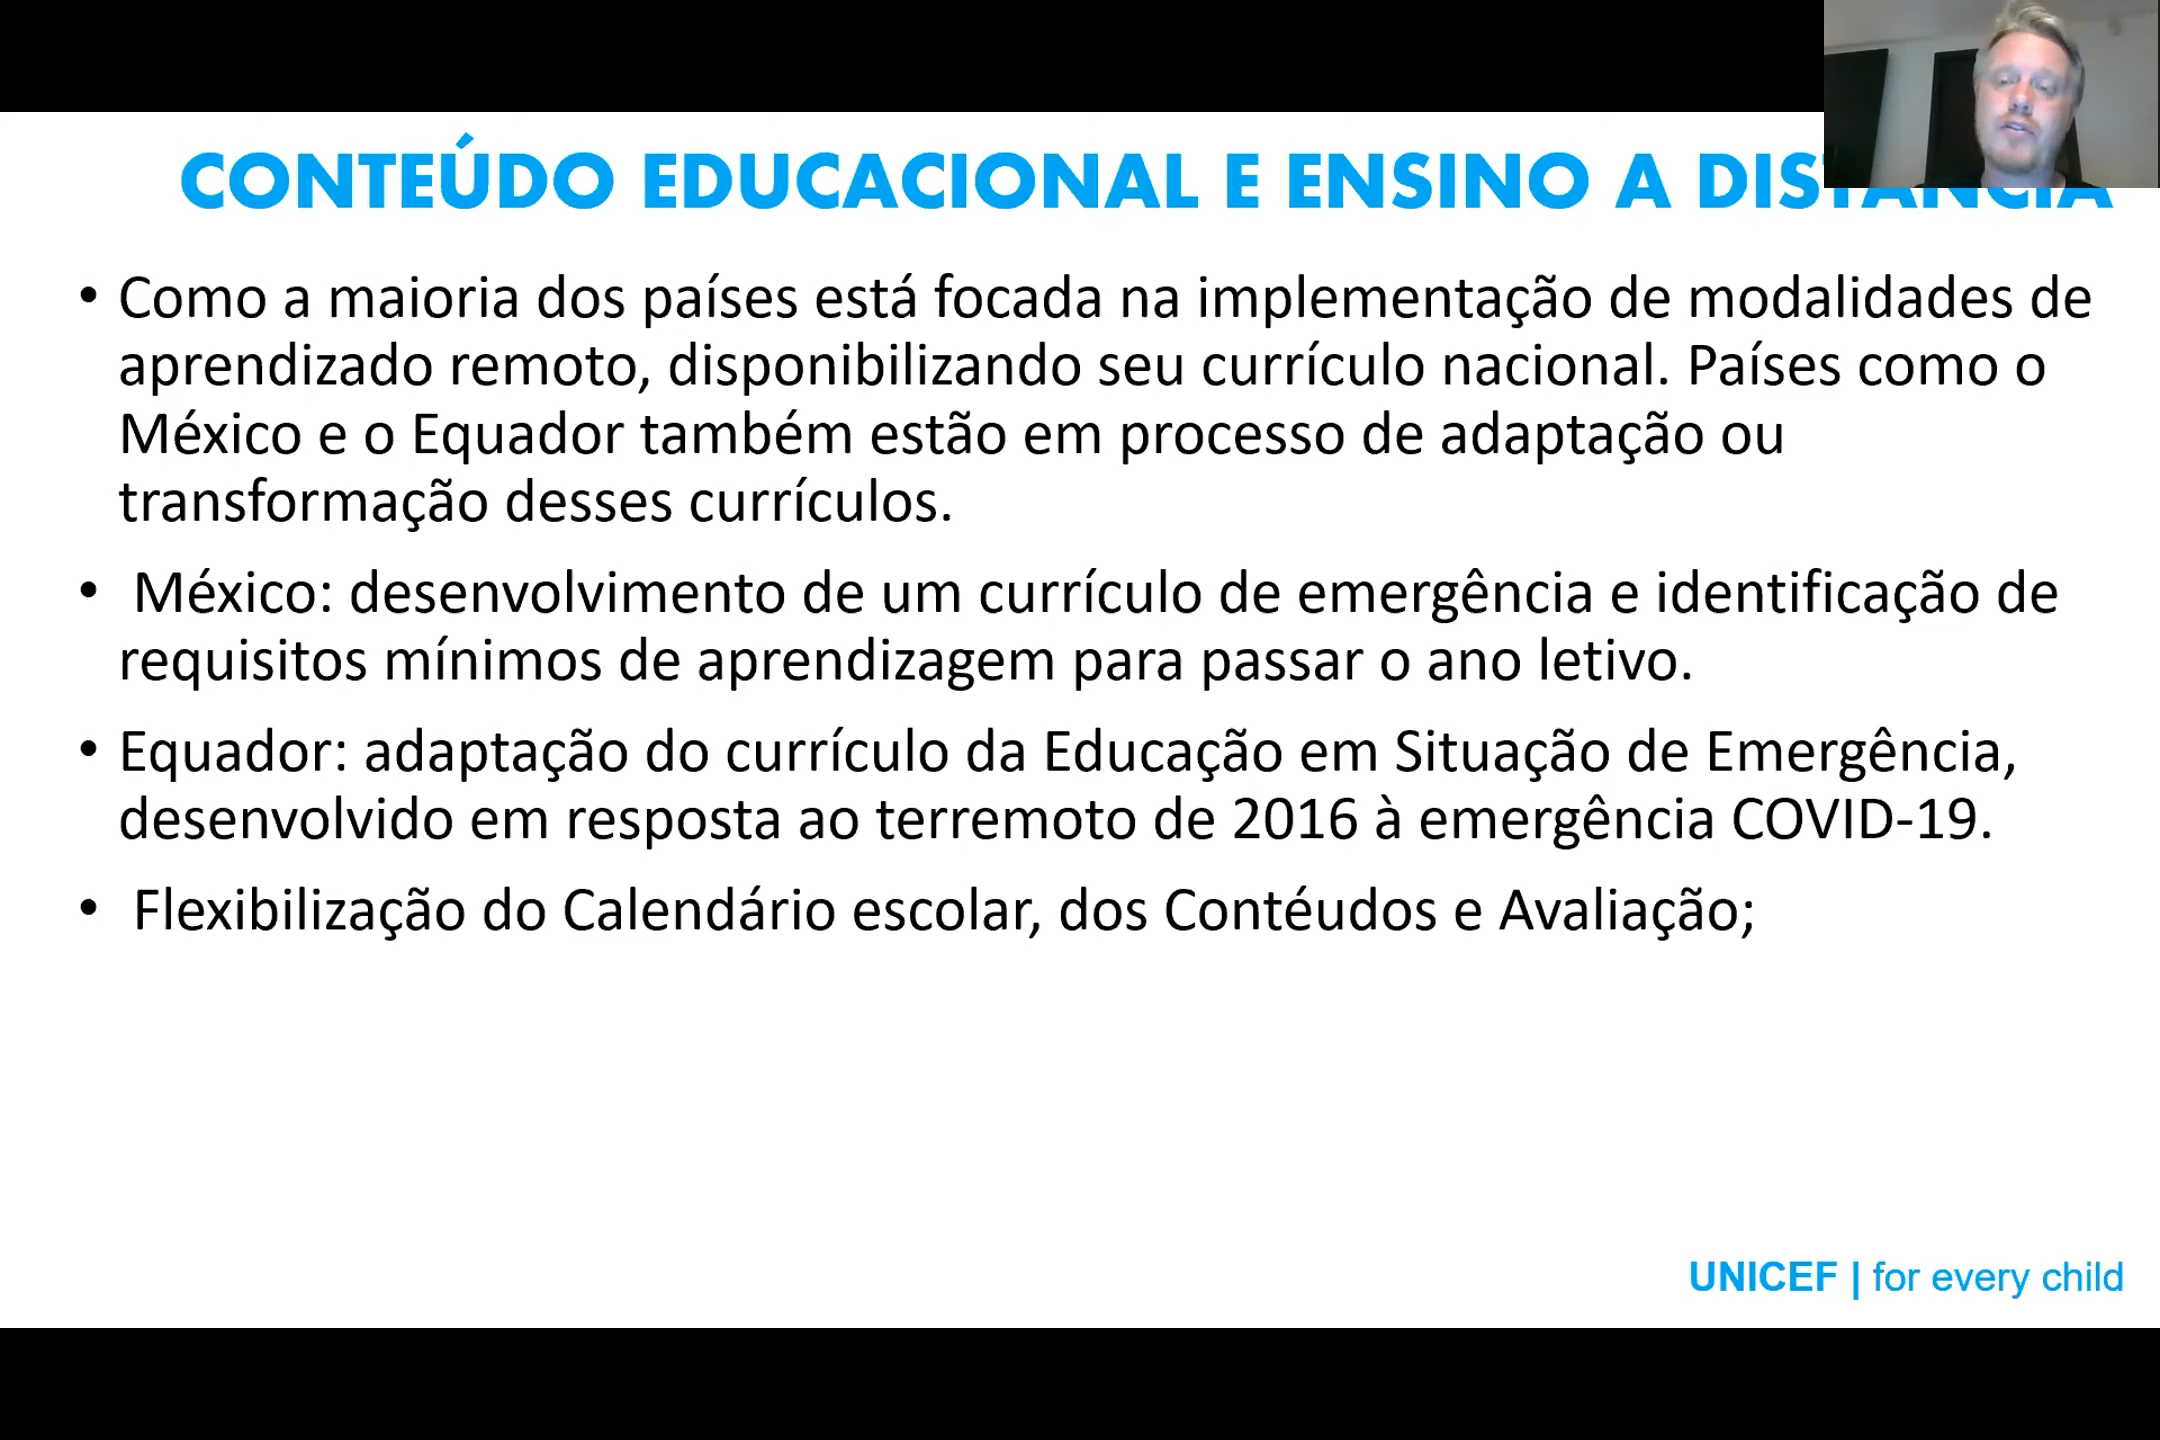 CONTEÚDO EDUCACIONAL E ENSINO A DISTÂNCIA
• Como a maioria dos países está focada na implementação de modalidades de
aprendizado remoto, disponibilizando seu currículo nacional. Países como o
México e o Equador também estão em processo de adaptação ou
transformação desses currículos.
• México: desenvolvimento de um currículo de emergência e identificação de
requisitos mínimos de aprendizagem para passar o ano letivo.
• Equador: adaptação do currículo da Educação em Situação de Emergência,
desenvolvido em resposta ao terremoto de 2016 à emergência COVID-19.
• Flexibilização do Calendário escolar, dos Contéudos e Avaliação;
UNICEF | for every child